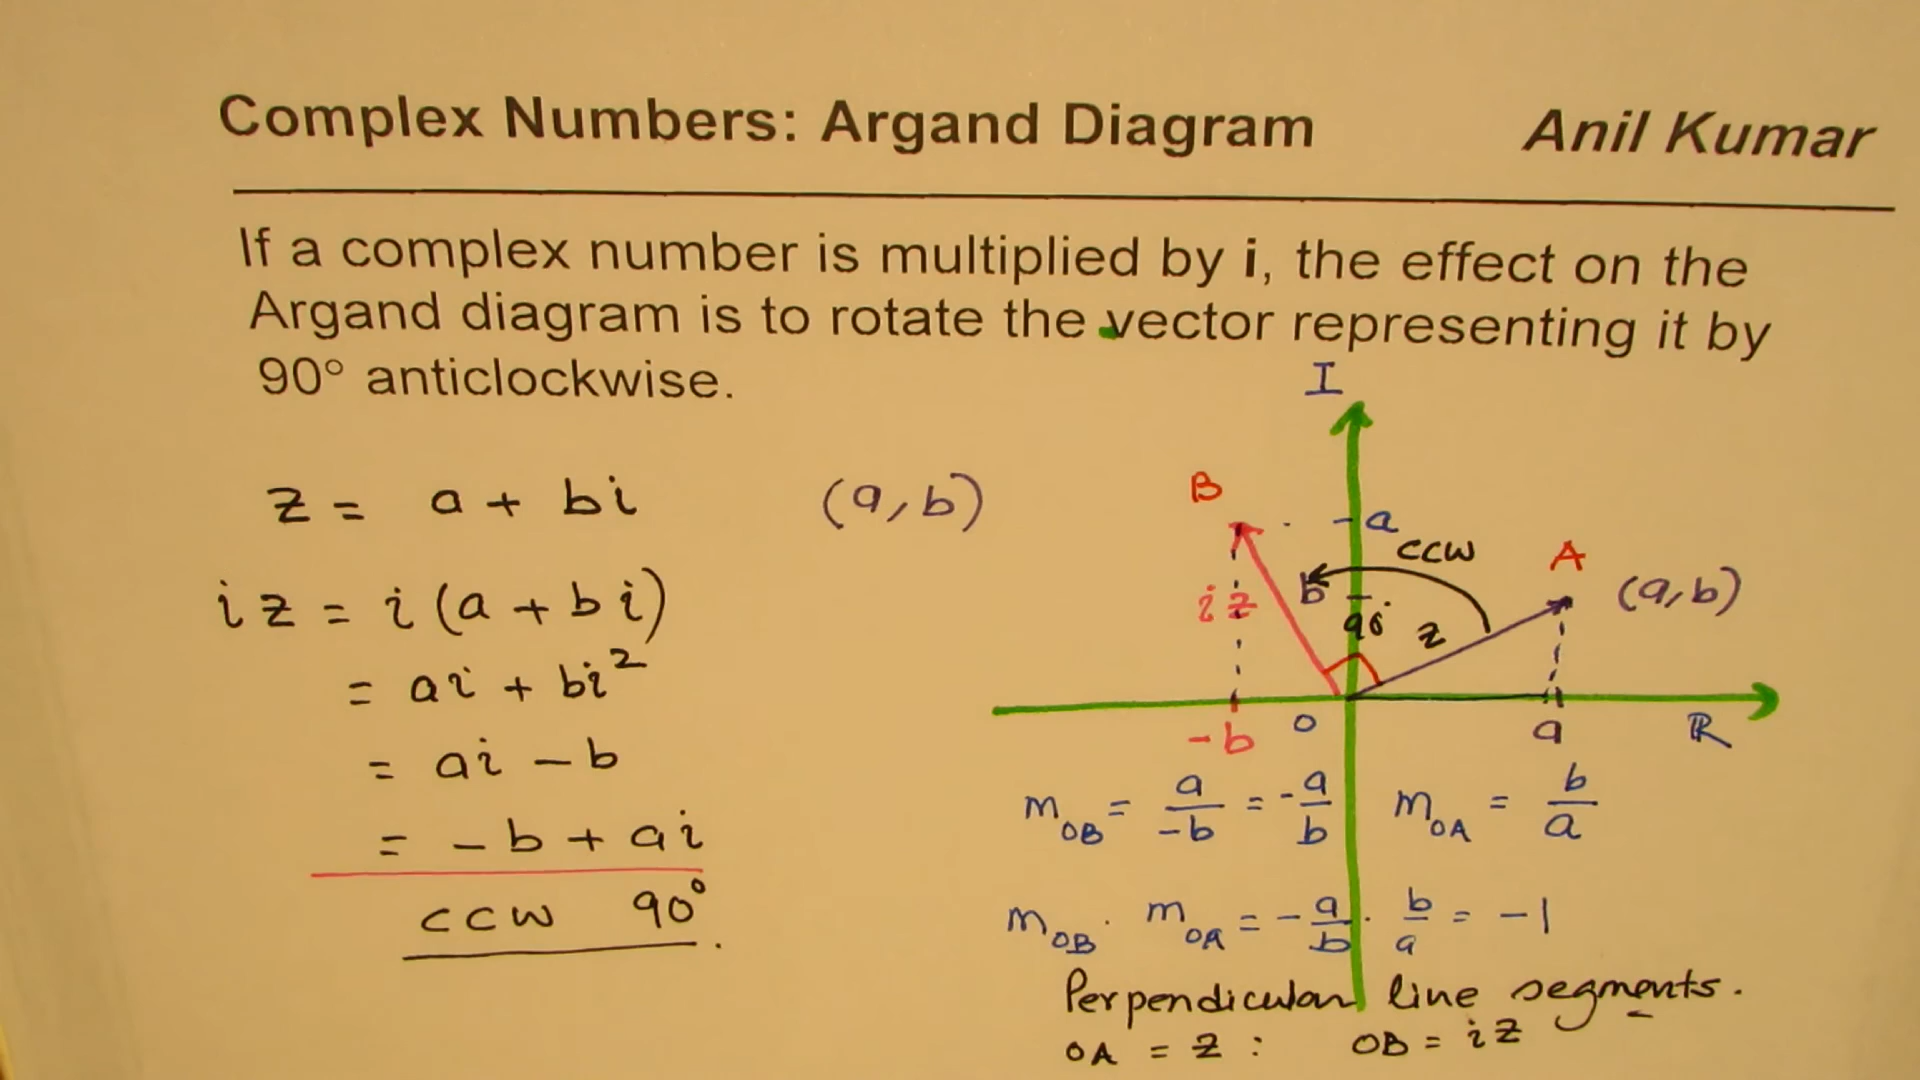 Complex Numbers: Argand Diagram Anil Kumar
If a complex number is multiplied by i, the effect on the
Argand diagram is to rotate the vector representing it by
90° anticlockwise.
z = a + bi (a, b)
iz = i(a + bi)
= ai + bi²
= ai - b
= -b + ai
ccw 90°.
I
B
a
ccw
A
(a, b)
b
iz
90°
z
-b
0
a
R
m_OB = a/-b = -a/b m_OA = b/a
m_OB · m_OA = -a/b · b/a = -1
Perpendicular line segments.
OA = z : OB = iz